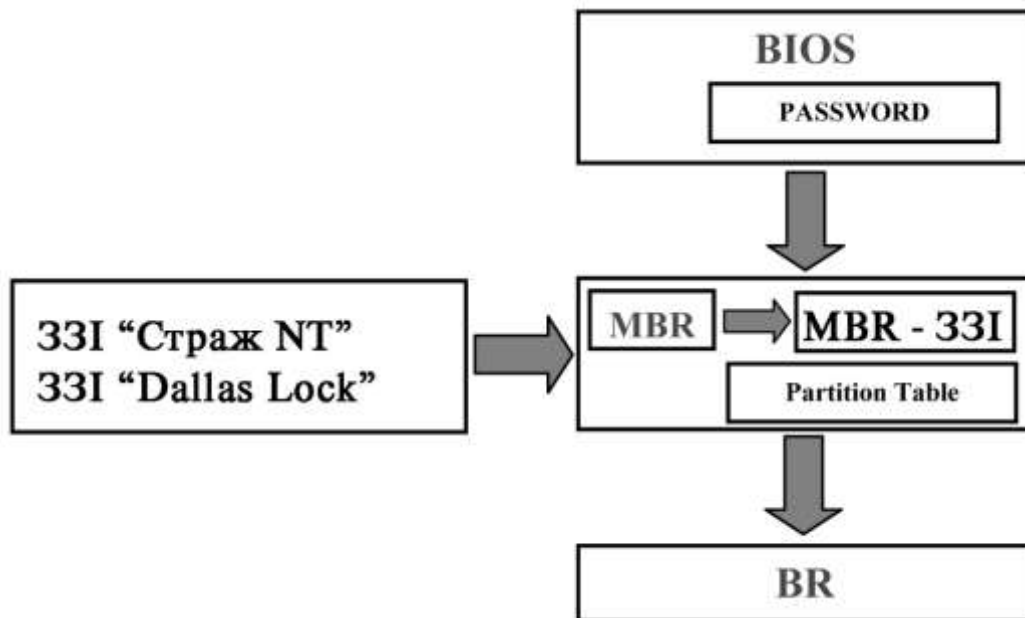 BIOS
PASSWORD
ЗЗІ “Страж NT”
ЗЗІ “Dallas Lock”
MBR
MBR - ЗЗІ
Partition Table
BR